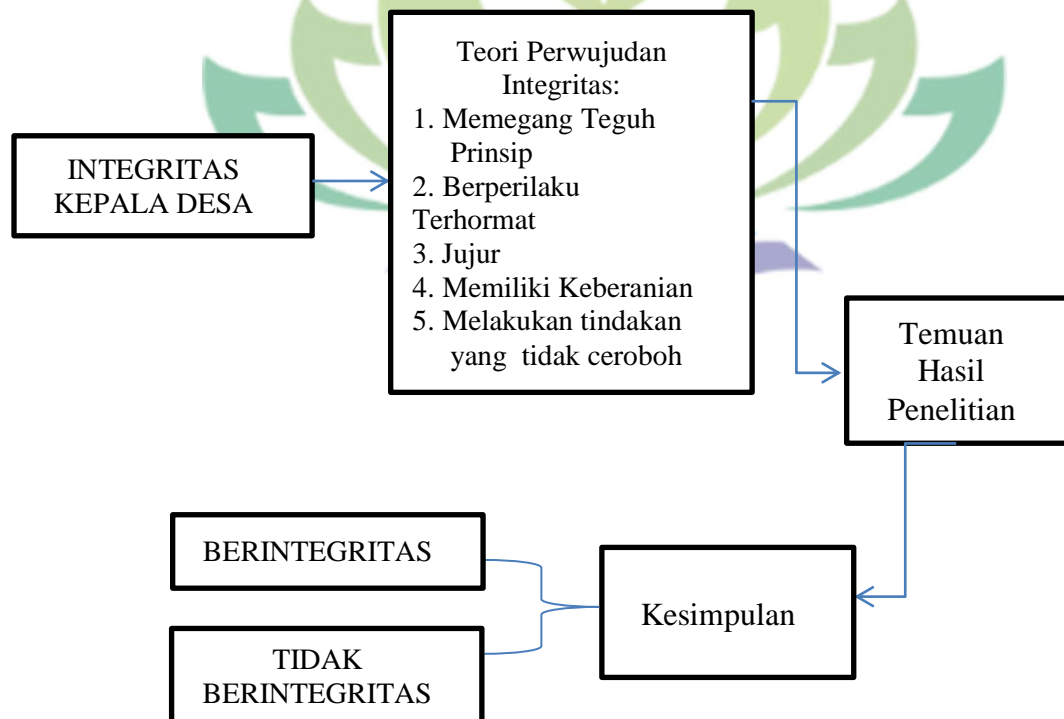 INTEGRITAS
KEPALA DESA
Teori Perwujudan
Integritas:
1. Memegang Teguh
Prinsip
2. Berperilaku
Terhormat
3. Jujur
4. Memiliki Keberanian
5. Melakukan tindakan
yang tidak ceroboh
Temuan
Hasil
Penelitian
Kesimpulan
BERINTEGRITAS
TIDAK
BERINTEGRITAS